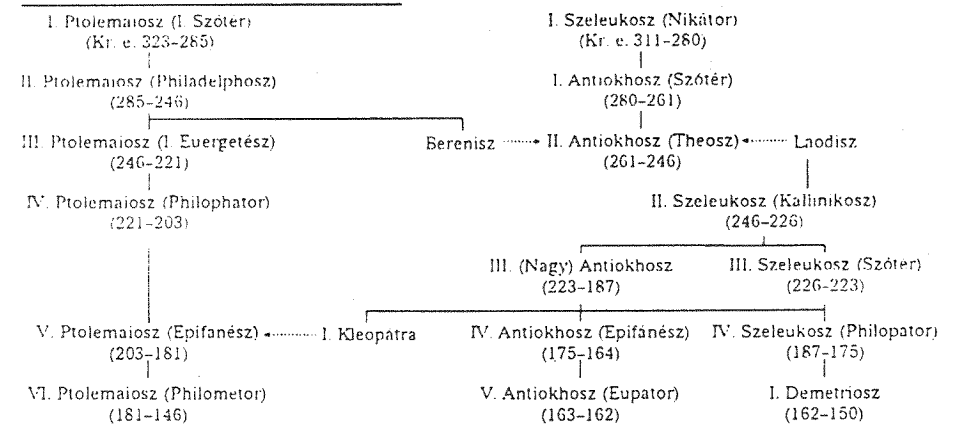 I. Ptolemaiosz (I. Szótér) I. Szeleukosz (Nikátor)
(Kr. e. 323–285) (Kr. e. 311–280)
II. Ptolemaiosz (Philadelphosz) I. Antiokhosz (Szótér)
(285–246) (280–261)
III. Ptolemaiosz (I. Euergetész) Berenisz II. Antiokhosz (Theosz) Laodisz
(246–221) (261–246)
IV. Ptolemaiosz (Philophator) II. Szeleukosz (Kallinikosz)
(221–203) (246–226)
III. (Nagy) Antiokhosz III. Szeleukosz (Szótér)
(223–187) (226–223)
V. Ptolemaiosz (Epifanész) I. Kleopátra IV. Antiokhosz (Epifánész) IV. Szeleukosz (Philopator)
(203–181) (175–164) (187–175)
VI. Ptolemaiosz (Philometor) V. Antiokhosz (Eupator) I. Demetriosz
(181–146) (163–162) (162–150)